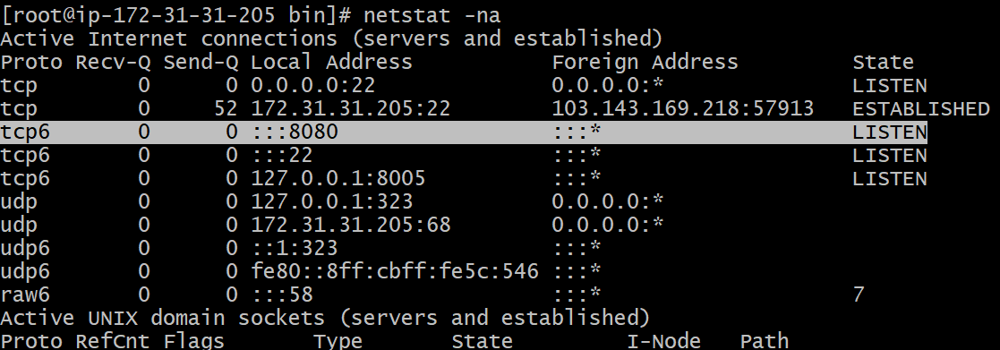 [root@ip-172-31-31-205 bin]# netstat -na
Active Internet connections (servers and established)
Proto Recv-Q Send-Q Local Address           Foreign Address         State
tcp        0      0 0.0.0.0:22              0.0.0.0:*               LISTEN
tcp        0     52 172.31.31.205:22        103.143.169.218:57913   ESTABLISHED
tcp6       0      0 :::8080                 :::*                    LISTEN
tcp6       0      0 :::22                   :::*                    LISTEN
tcp6       0      0 127.0.0.1:8005          :::*                    LISTEN
udp        0      0 127.0.0.1:323           0.0.0.0:*
udp        0      0 172.31.31.205:68        0.0.0.0:*
udp6       0      0 ::1:323                 :::*
udp6       0      0 fe80::8ff:cbff:fe5c:546 :::*
raw6       0      0 :::58                   :::*                    7
Active UNIX domain sockets (servers and established)
Proto RefCnt Flags       Type       State         I-Node   Path